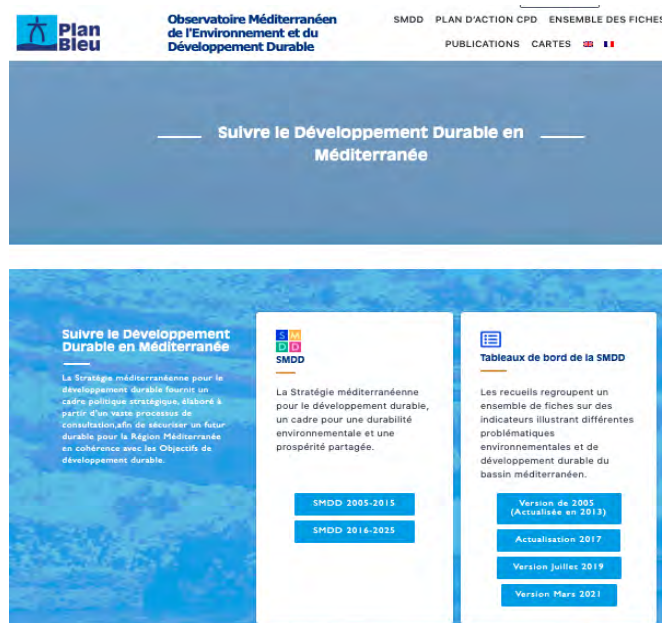 Plan
Bleu
Observatoire Méditerranéen
de l'Environnement et du
Développement Durable
SMDD PLAN D'ACTION CPD ENSEMBLE DES FICHES
PUBLICATIONS CARTES
Suivre le Développement Durable en
Méditerranée
Suivre le Développement
Durable en Méditerranée
La Stratégie méditerranéenne pour le
développement durable fournit un
cadre politique stratégique, élaboré à
partir d'un vaste processus de
consultation,afin de sécuriser un futur
durable pour la Région Méditerranée
en cohérence avec les Objectifs de
développement durable.
S M
D D
SMDD
La Stratégie méditerranéenne
pour le développement durable,
un cadre pour une durabilité
environnementale et une
prospérité partagée.
SMDD 2005-2015
SMDD 2016-2025
Tableaux de bord de la SMDD
Les recueils regroupent un
ensemble de fiches sur des
indicateurs illustrant différentes
problématiques
environnementales et de
développement durable du
bassin méditerranéen.
Version de 2005
(Actualisée en 2013)
Actualisation 2017
Version Juillet 2019
Version Mars 2021